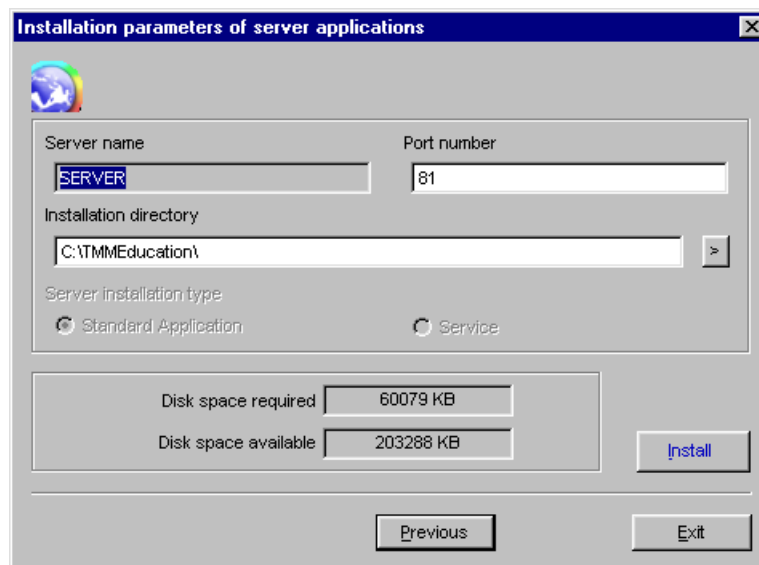 Installation parameters of server applications
Server name
Port number
SERVER
81
Installation directory
C:\TMMEducation\
>
Server installation type
Standard Application
Service
Disk space required
60079 KB
Disk space available
203288 KB
Install
Previous
Exit